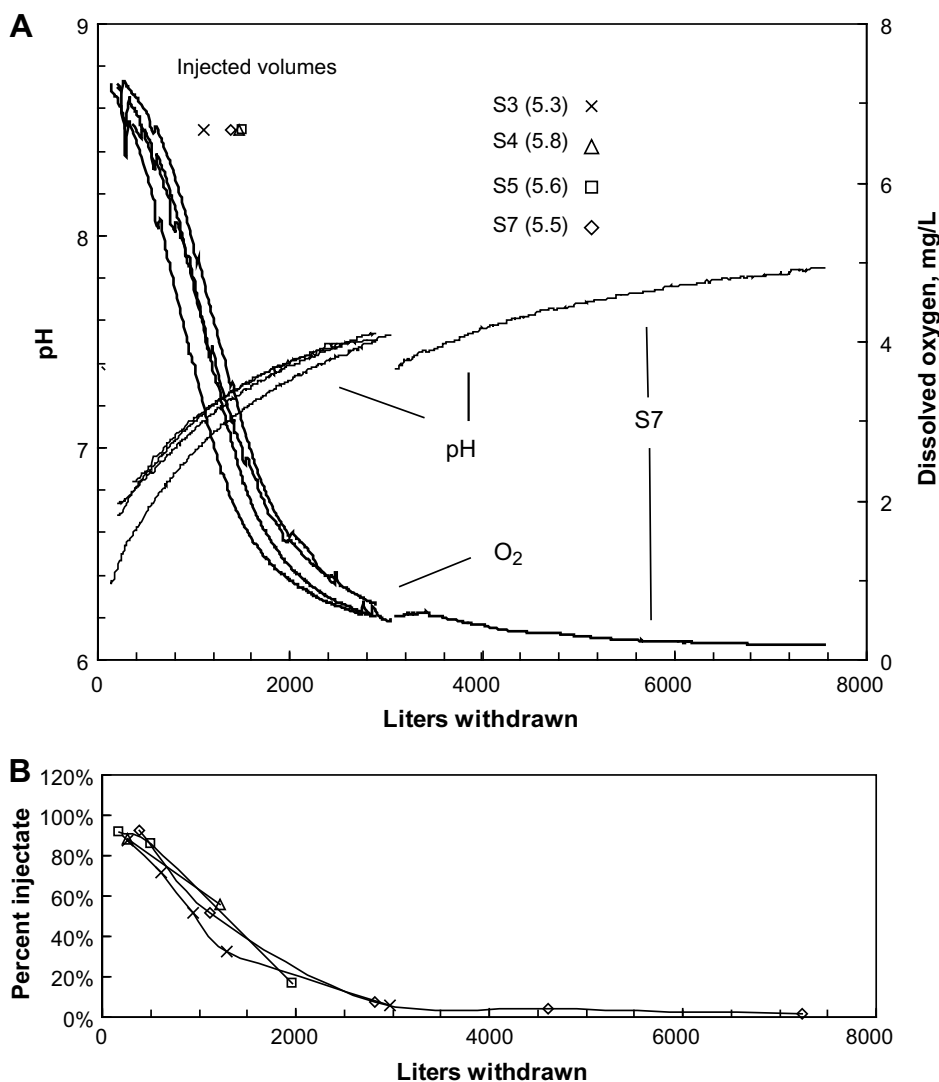 A
9
8
7
6
pH
8
6
4
2
0
Dissolved oxygen, mg/L
Injected volumes
S3 (5.3)
S4 (5.8)
S5 (5.6)
S7 (5.5)
S7
pH
O2
0
2000
4000
6000
8000
Liters withdrawn
B
120%
100%
80%
60%
40%
20%
0%
Percent injectate
0
2000
4000
6000
8000
Liters withdrawn